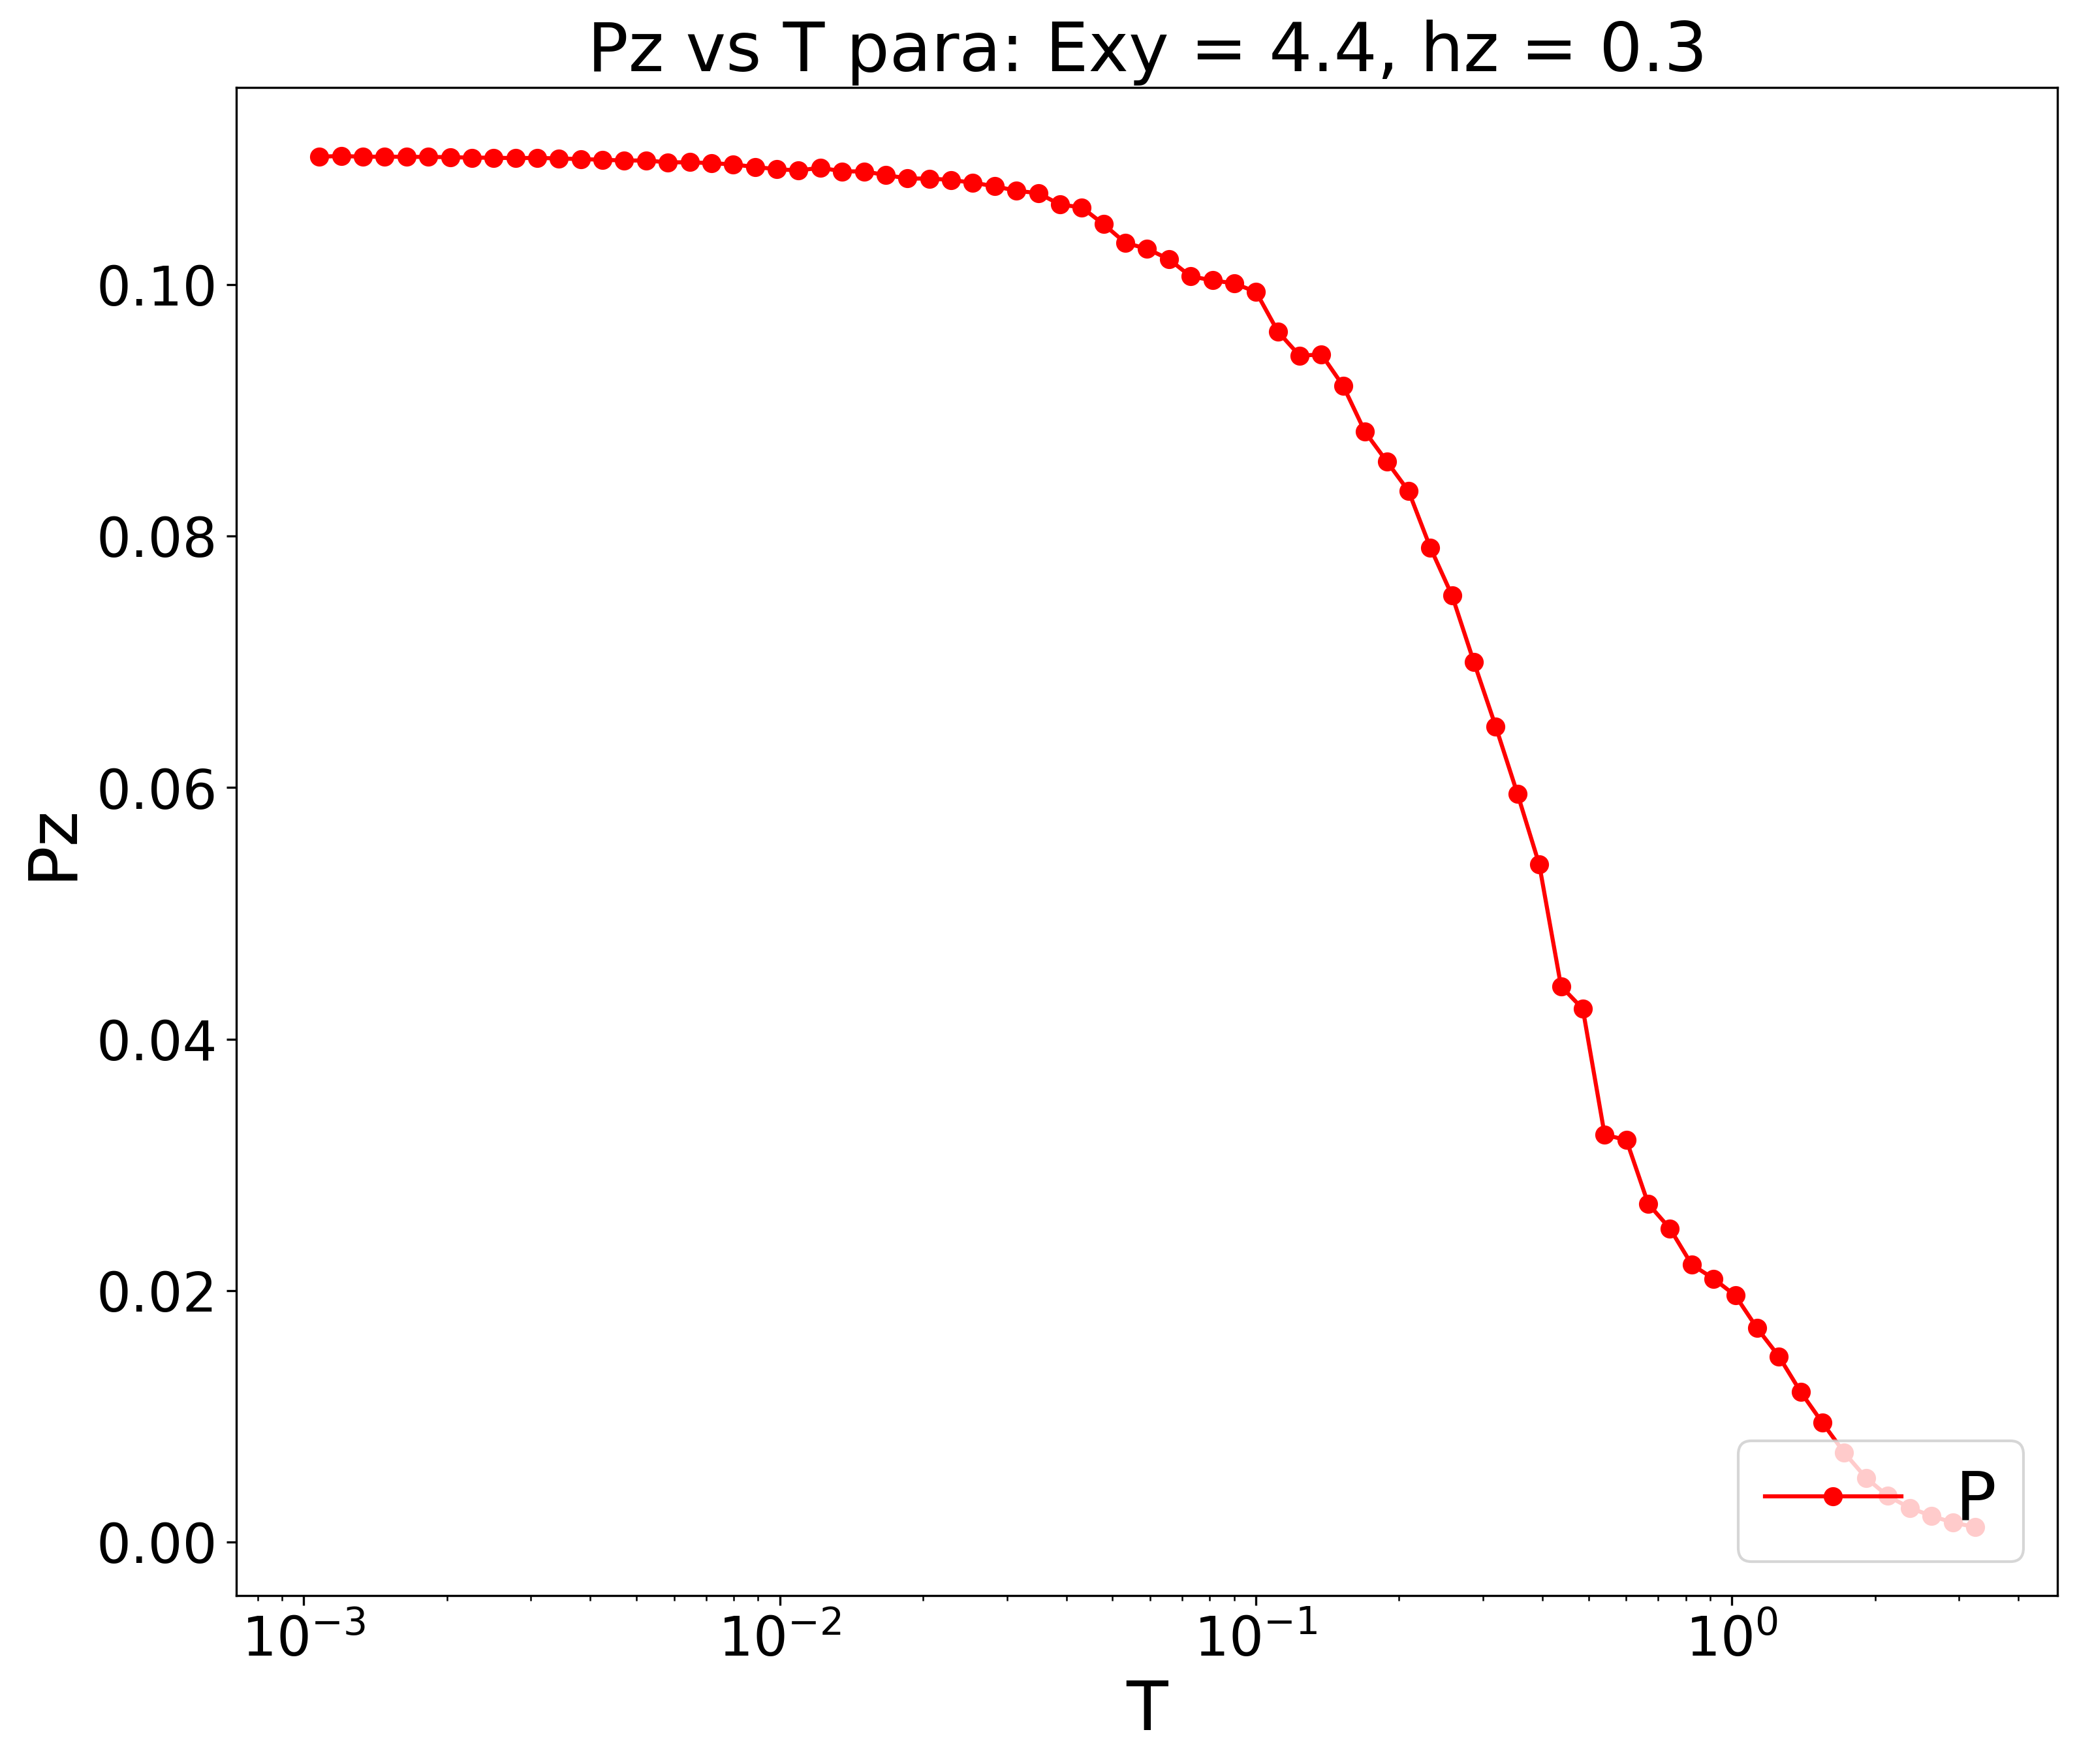 Pz vs T para: Exy = 4.4, hz = 0.3
Pz
0.10
0.08
0.06
0.04
0.02
0.00
10⁻³ 10⁻² 10⁻¹ 10⁰
T
P